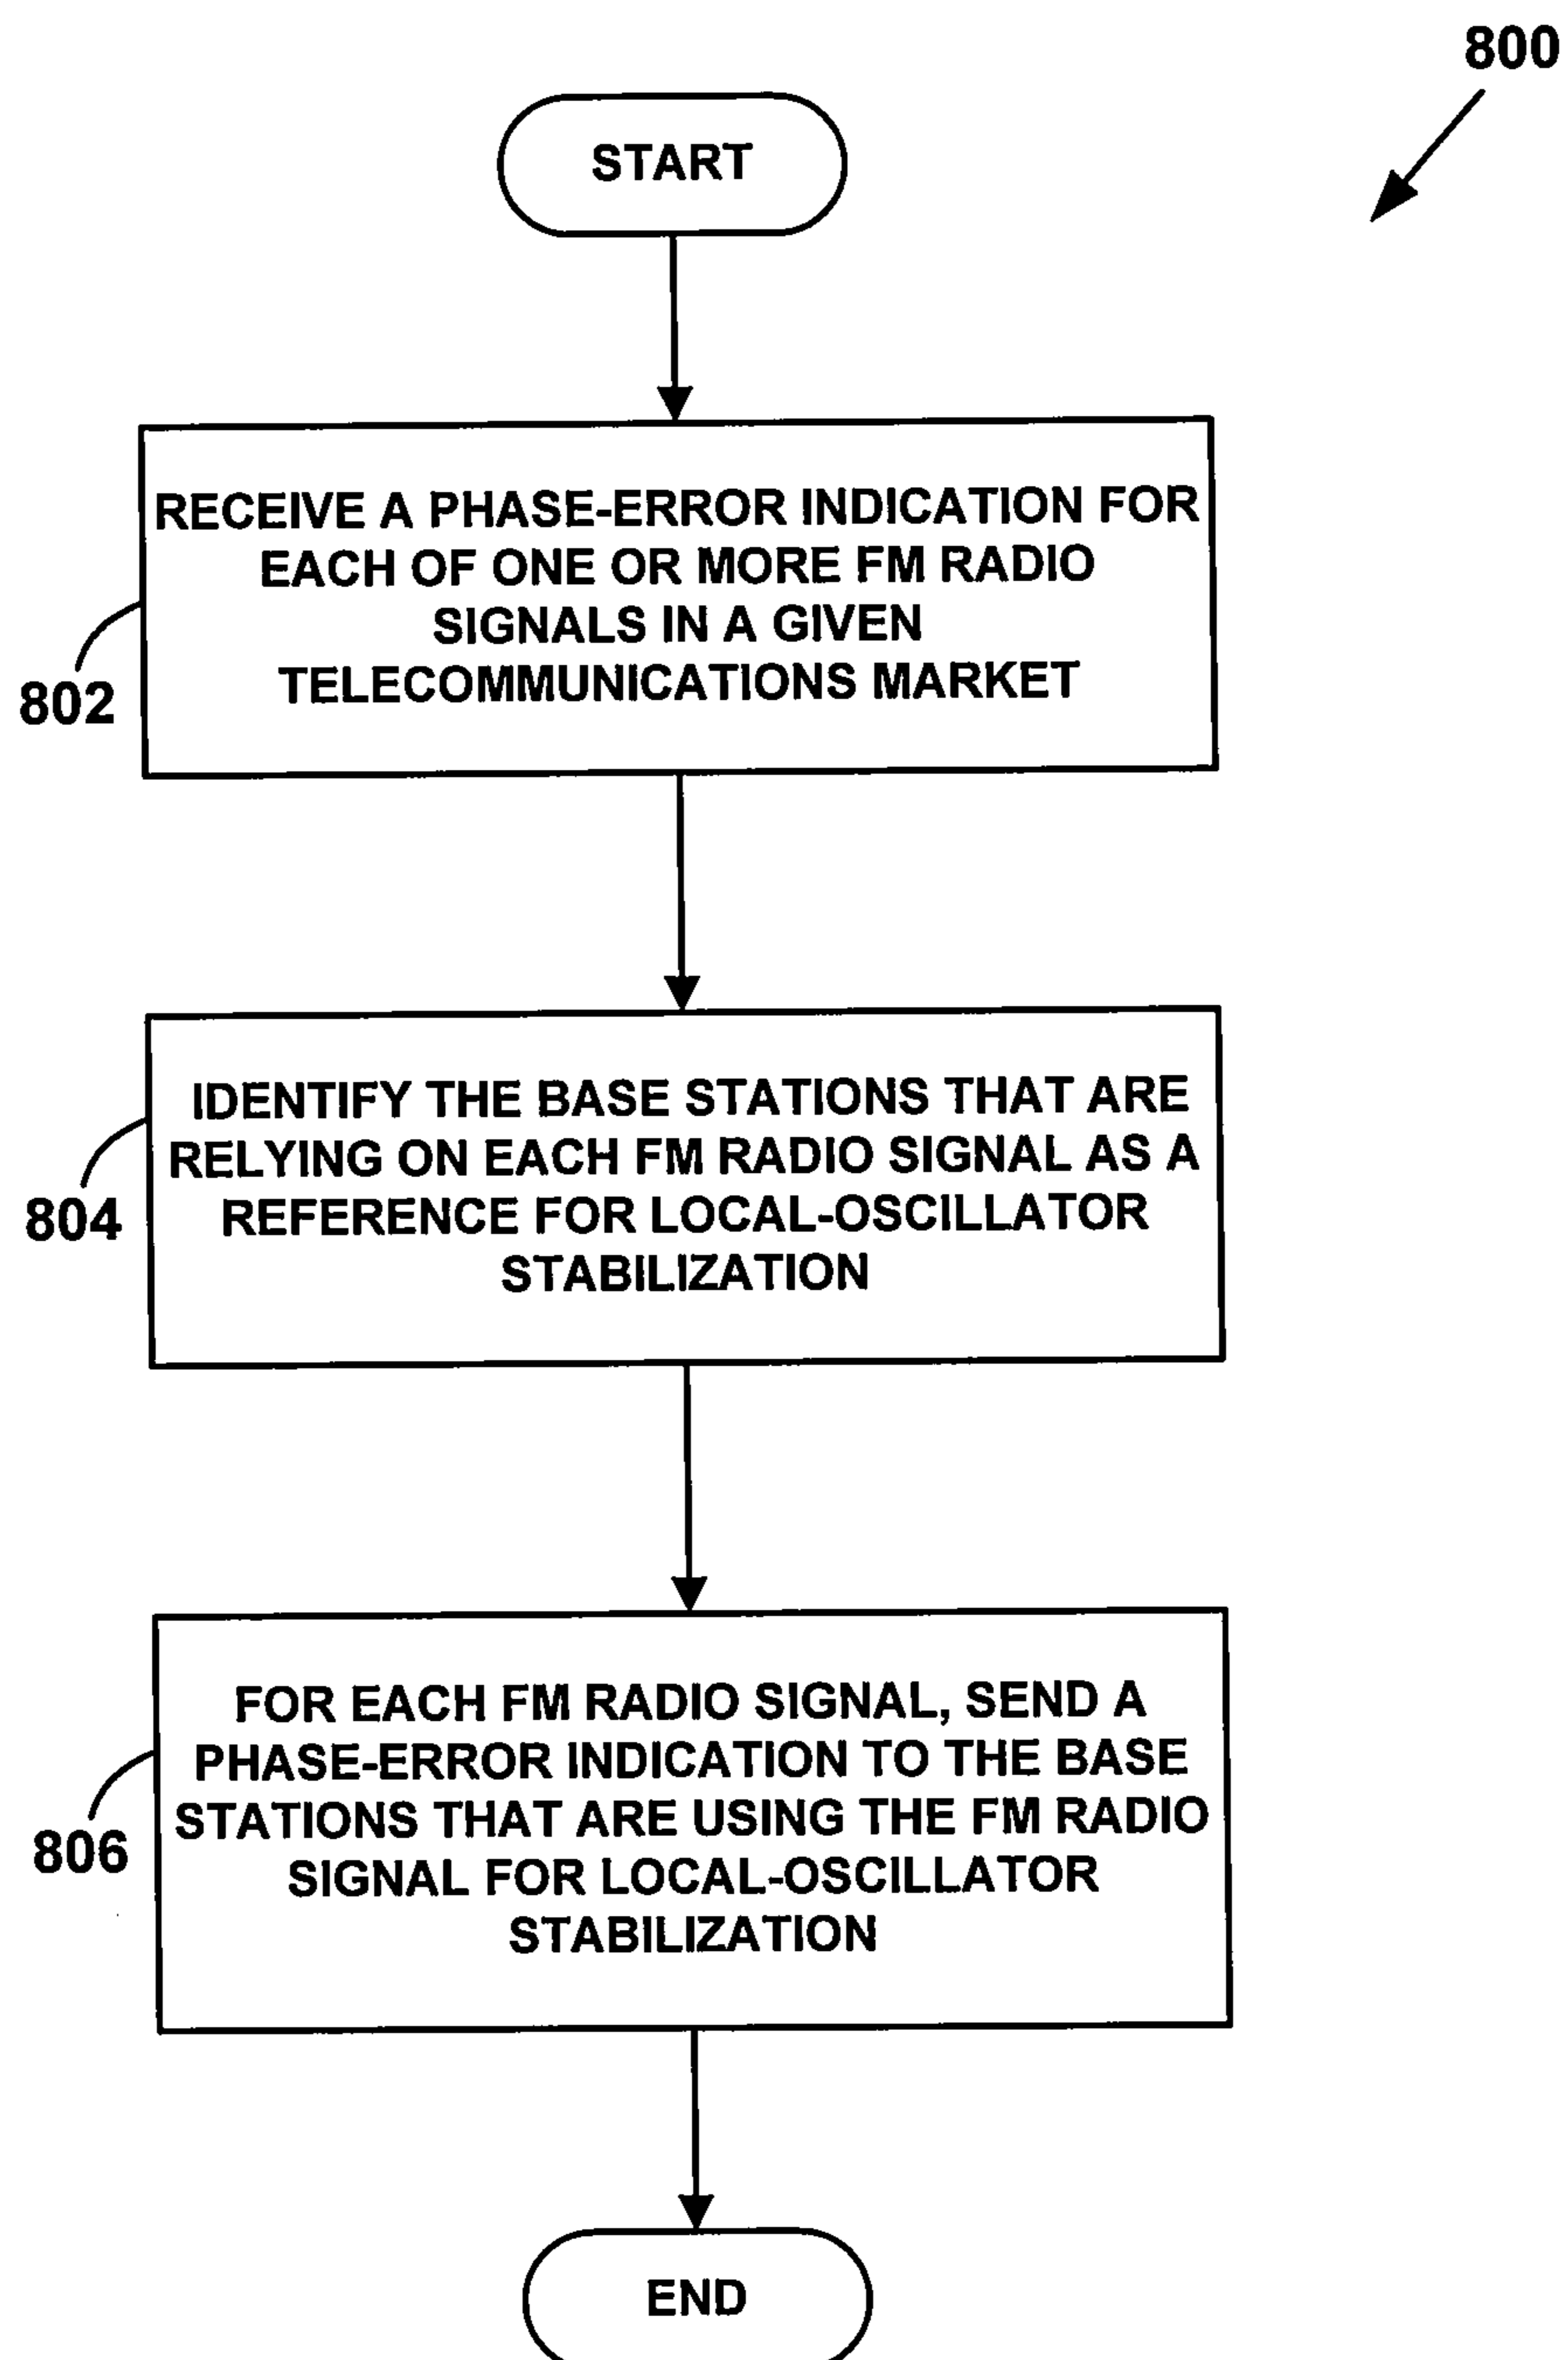 800
START
RECEIVE A PHASE-ERROR INDICATION FOR
EACH OF ONE OR MORE FM RADIO
SIGNALS IN A GIVEN
TELECOMMUNICATIONS MARKET
802
IDENTIFY THE BASE STATIONS THAT ARE
RELYING ON EACH FM RADIO SIGNAL AS A
REFERENCE FOR LOCAL-OSCILLATOR
STABILIZATION
804
FOR EACH FM RADIO SIGNAL, SEND A
PHASE-ERROR INDICATION TO THE BASE
STATIONS THAT ARE USING THE FM RADIO
SIGNAL FOR LOCAL-OSCILLATOR
STABILIZATION
806
END